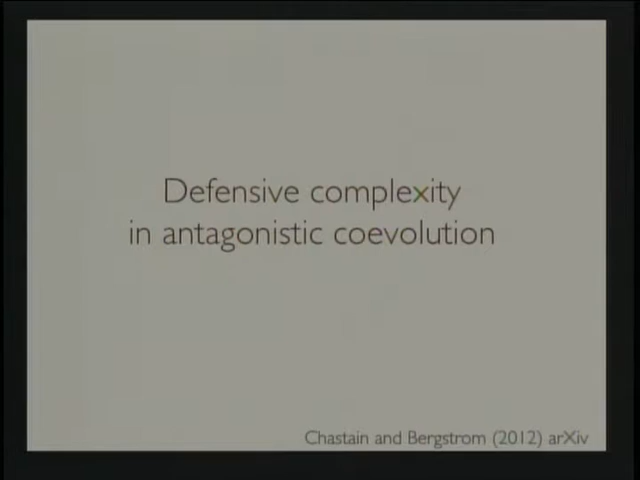 Defensive complexity
in antagonistic coevolution
Chastain and Bergstrom (2012) arXiv